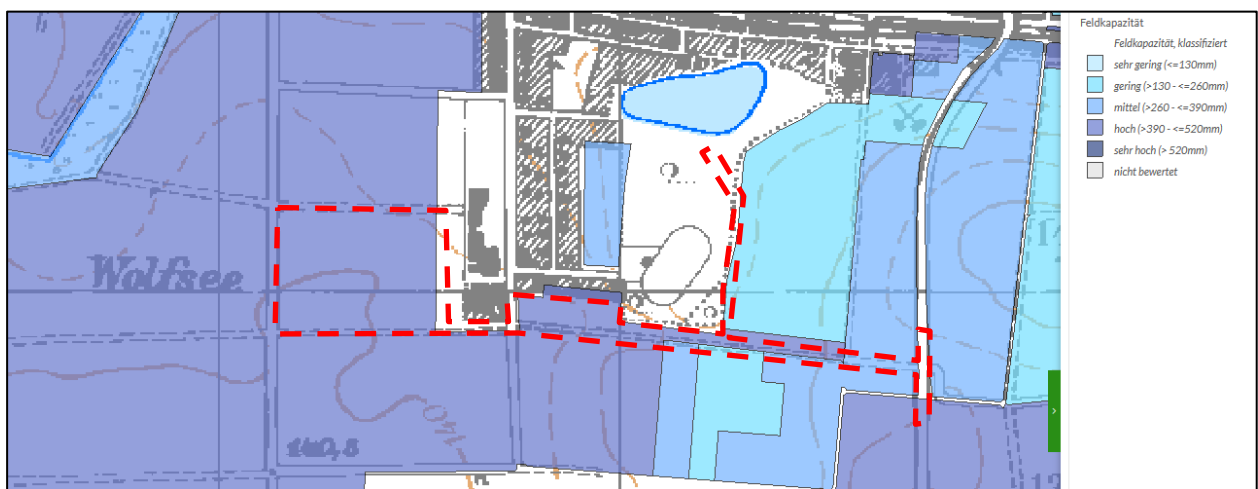 Feldkapazität
Feldkapazität, klassifiziert
sehr gering (<=130mm)
gering (>130 - <=260mm)
mittel (>260 - <=390mm)
hoch (>390 - <=520mm)
sehr hoch (> 520mm)
nicht bewertet
Wolfsee
140,8